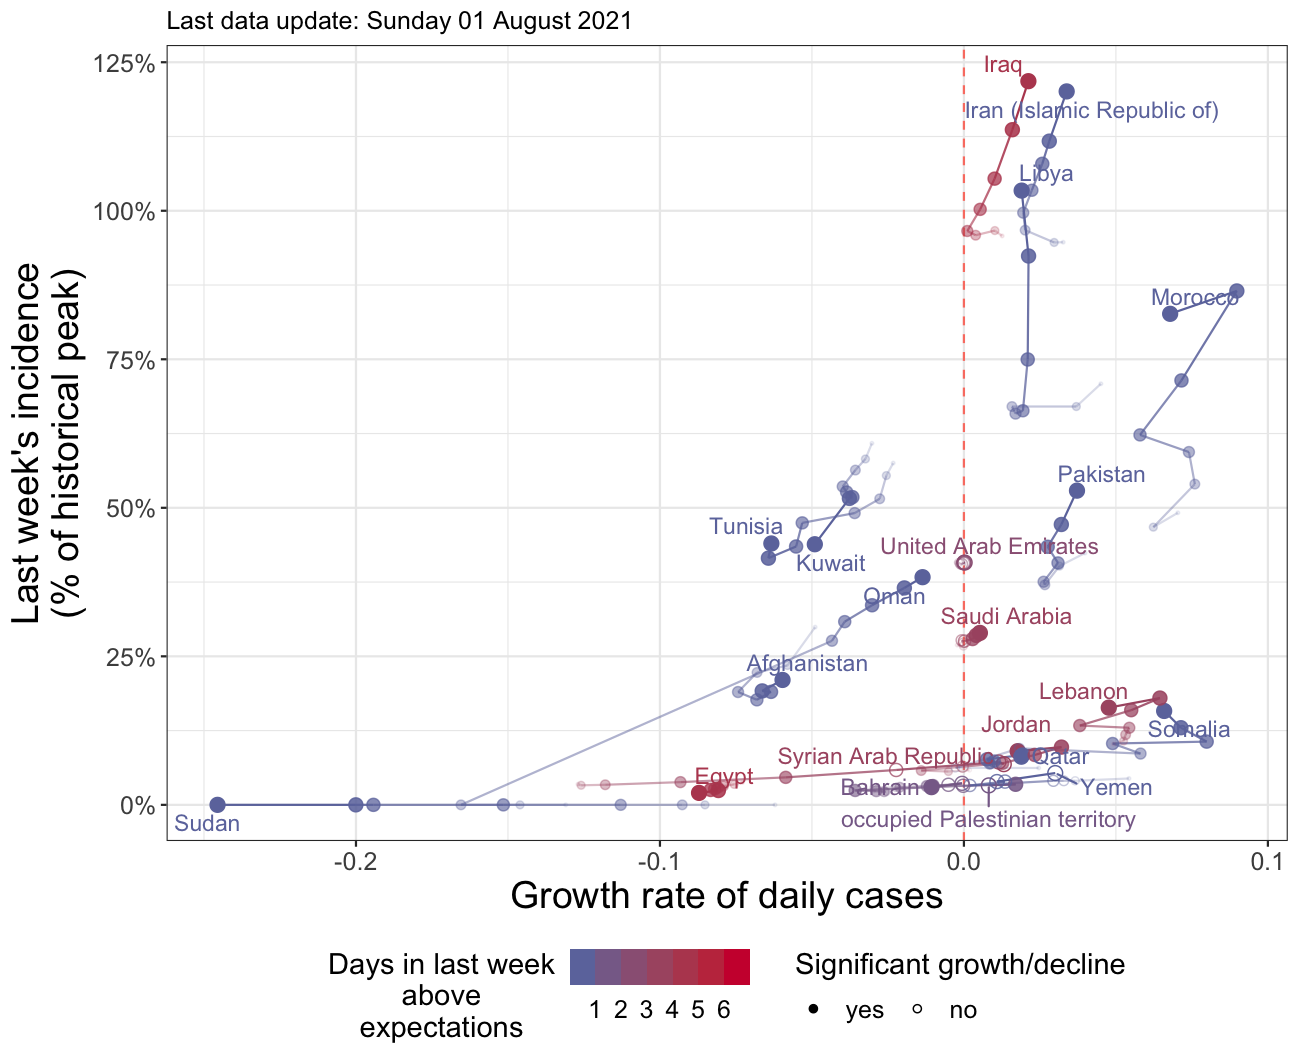 Last data update: Sunday 01 August 2021
Last week's incidence
(% of historical peak)
125%
100%
75%
50%
25%
0%
Iraq
Iran (Islamic Republic of)
Libya
Morocco
Pakistan
Tunisia
Kuwait
United Arab Emirates
Oman
Saudi Arabia
Afghanistan
Lebanon
Jordan
Somalia
Syrian Arab Republic
Qatar
Egypt
Bahrain
Yemen
occupied Palestinian territory
Sudan
-0.2
-0.1
0.0
0.1
Growth rate of daily cases
Days in last week
above
expectations
1 2 3 4 5 6
Significant growth/decline
yes no